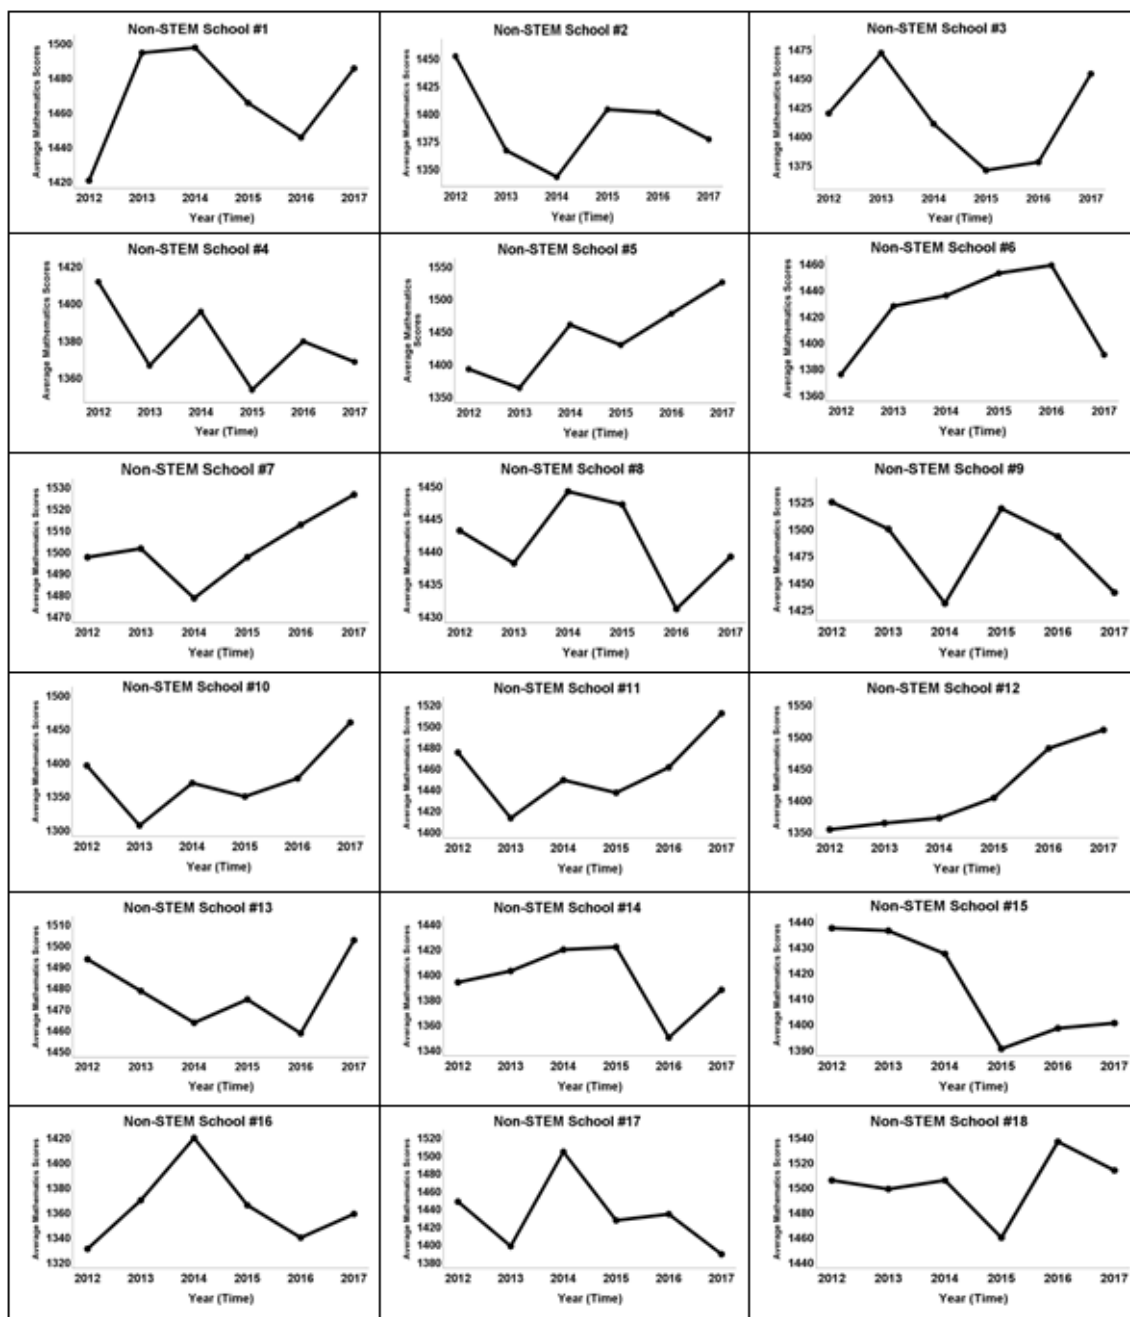 Non-STEM School #1
Average Mathematics Scores
1500
1480
1460
1440
1420
2012 2013 2014 2015 2016 2017
Year (Time)
Non-STEM School #2
Average Mathematics Scores
1450
1425
1400
1375
1350
2012 2013 2014 2015 2016 2017
Year (Time)
Non-STEM School #3
Average Mathematics Scores
1475
1450
1425
1400
1375
2012 2013 2014 2015 2016 2017
Year (Time)
Non-STEM School #4
Average Mathematics Scores
1420
1400
1380
1360
2012 2013 2014 2015 2016 2017
Year (Time)
Non-STEM School #5
Average Mathematics
Scores
1550
1500
1450
1400
1350
2012 2013 2014 2015 2016 2017
Year (Time)
Non-STEM School #6
Average Mathematics Scores
1460
1440
1420
1400
1380
1360
2012 2013 2014 2015 2016 2017
Year (Time)
Non-STEM School #7
Average Mathematics Scores
1530
1520
1510
1500
1490
1480
1470
2012 2013 2014 2015 2016 2017
Year (Time)
Non-STEM School #8
Average Mathematics Scores
1450
1445
1440
1435
1430
2012 2013 2014 2015 2016 2017
Year (Time)
Non-STEM School #9
Average Mathematics Scores
1525
1500
1475
1450
1425
2012 2013 2014 2015 2016 2017
Year (Time)
Non-STEM School #10
Average Mathematics Scores
1500
1450
1400
1350
1300
2012 2013 2014 2015 2016 2017
Year (Time)
Non-STEM School #11
Average Mathematics Scores
1520
1500
1480
1460
1440
1420
1400
2012 2013 2014 2015 2016 2017
Year (Time)
Non-STEM School #12
Average Mathematics Scores
1550
1500
1450
1400
1350
2012 2013 2014 2015 2016 2017
Year (Time)
Non-STEM School #13
Average Mathematics Scores
1510
1500
1490
1480
1470
1460
1450
2012 2013 2014 2015 2016 2017
Year (Time)
Non-STEM School #14
Average Mathematics Scores
1440
1420
1400
1380
1360
1340
2012 2013 2014 2015 2016 2017
Year (Time)
Non-STEM School #15
Average Mathematics Scores
1440
1430
1420
1410
1400
1390
2012 2013 2014 2015 2016 2017
Year (Time)
Non-STEM School #16
Average Mathematics Scores
1420
1400
1380
1360
1340
1320
2012 2013 2014 2015 2016 2017
Year (Time)
Non-STEM School #17
Average Mathematics Scores
1520
1500
1480
1460
1440
1420
1400
1380
2012 2013 2014 2015 2016 2017
Year (Time)
Non-STEM School #18
Average Mathematics Scores
1540
1520
1500
1480
1460
1440
2012 2013 2014 2015 2016 2017
Year (Time)